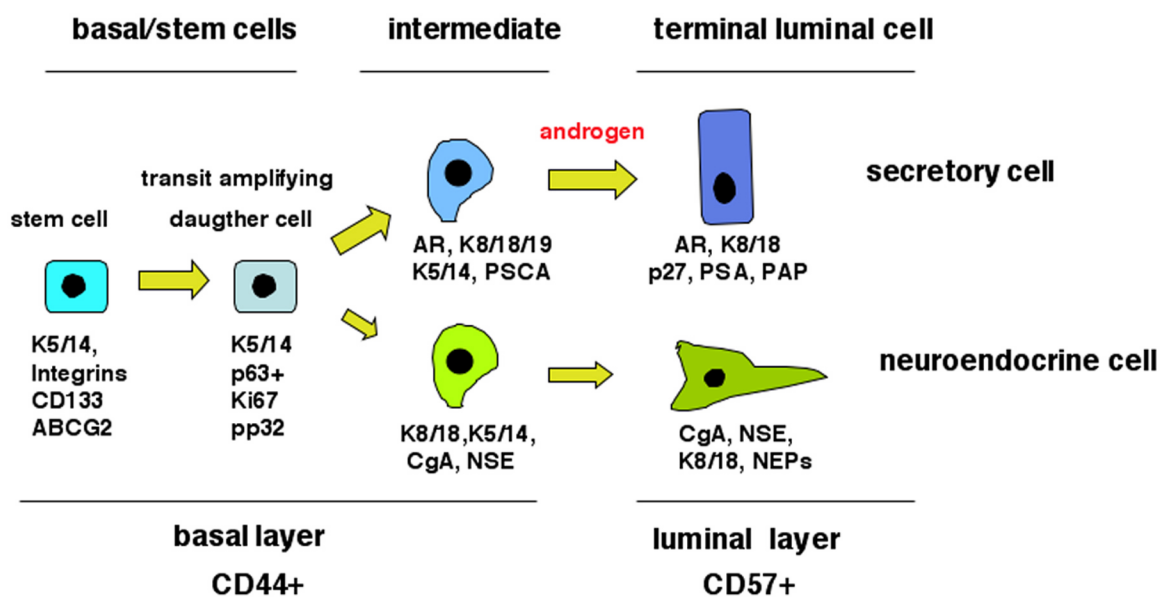 basal/stem cells
intermediate
terminal luminal cell
androgen
secretory cell
transit amplifying
daugther cell
stem cell
AR, K8/18/19
K5/14, PSCA
AR, K8/18
p27, PSA, PAP
K5/14,
Integrins
CD133
ABCG2
K5/14
p63+
Ki67
pp32
neuroendocrine cell
K8/18,K5/14,
CgA, NSE
CgA, NSE,
K8/18, NEPs
basal layer
CD44+
luminal layer
CD57+